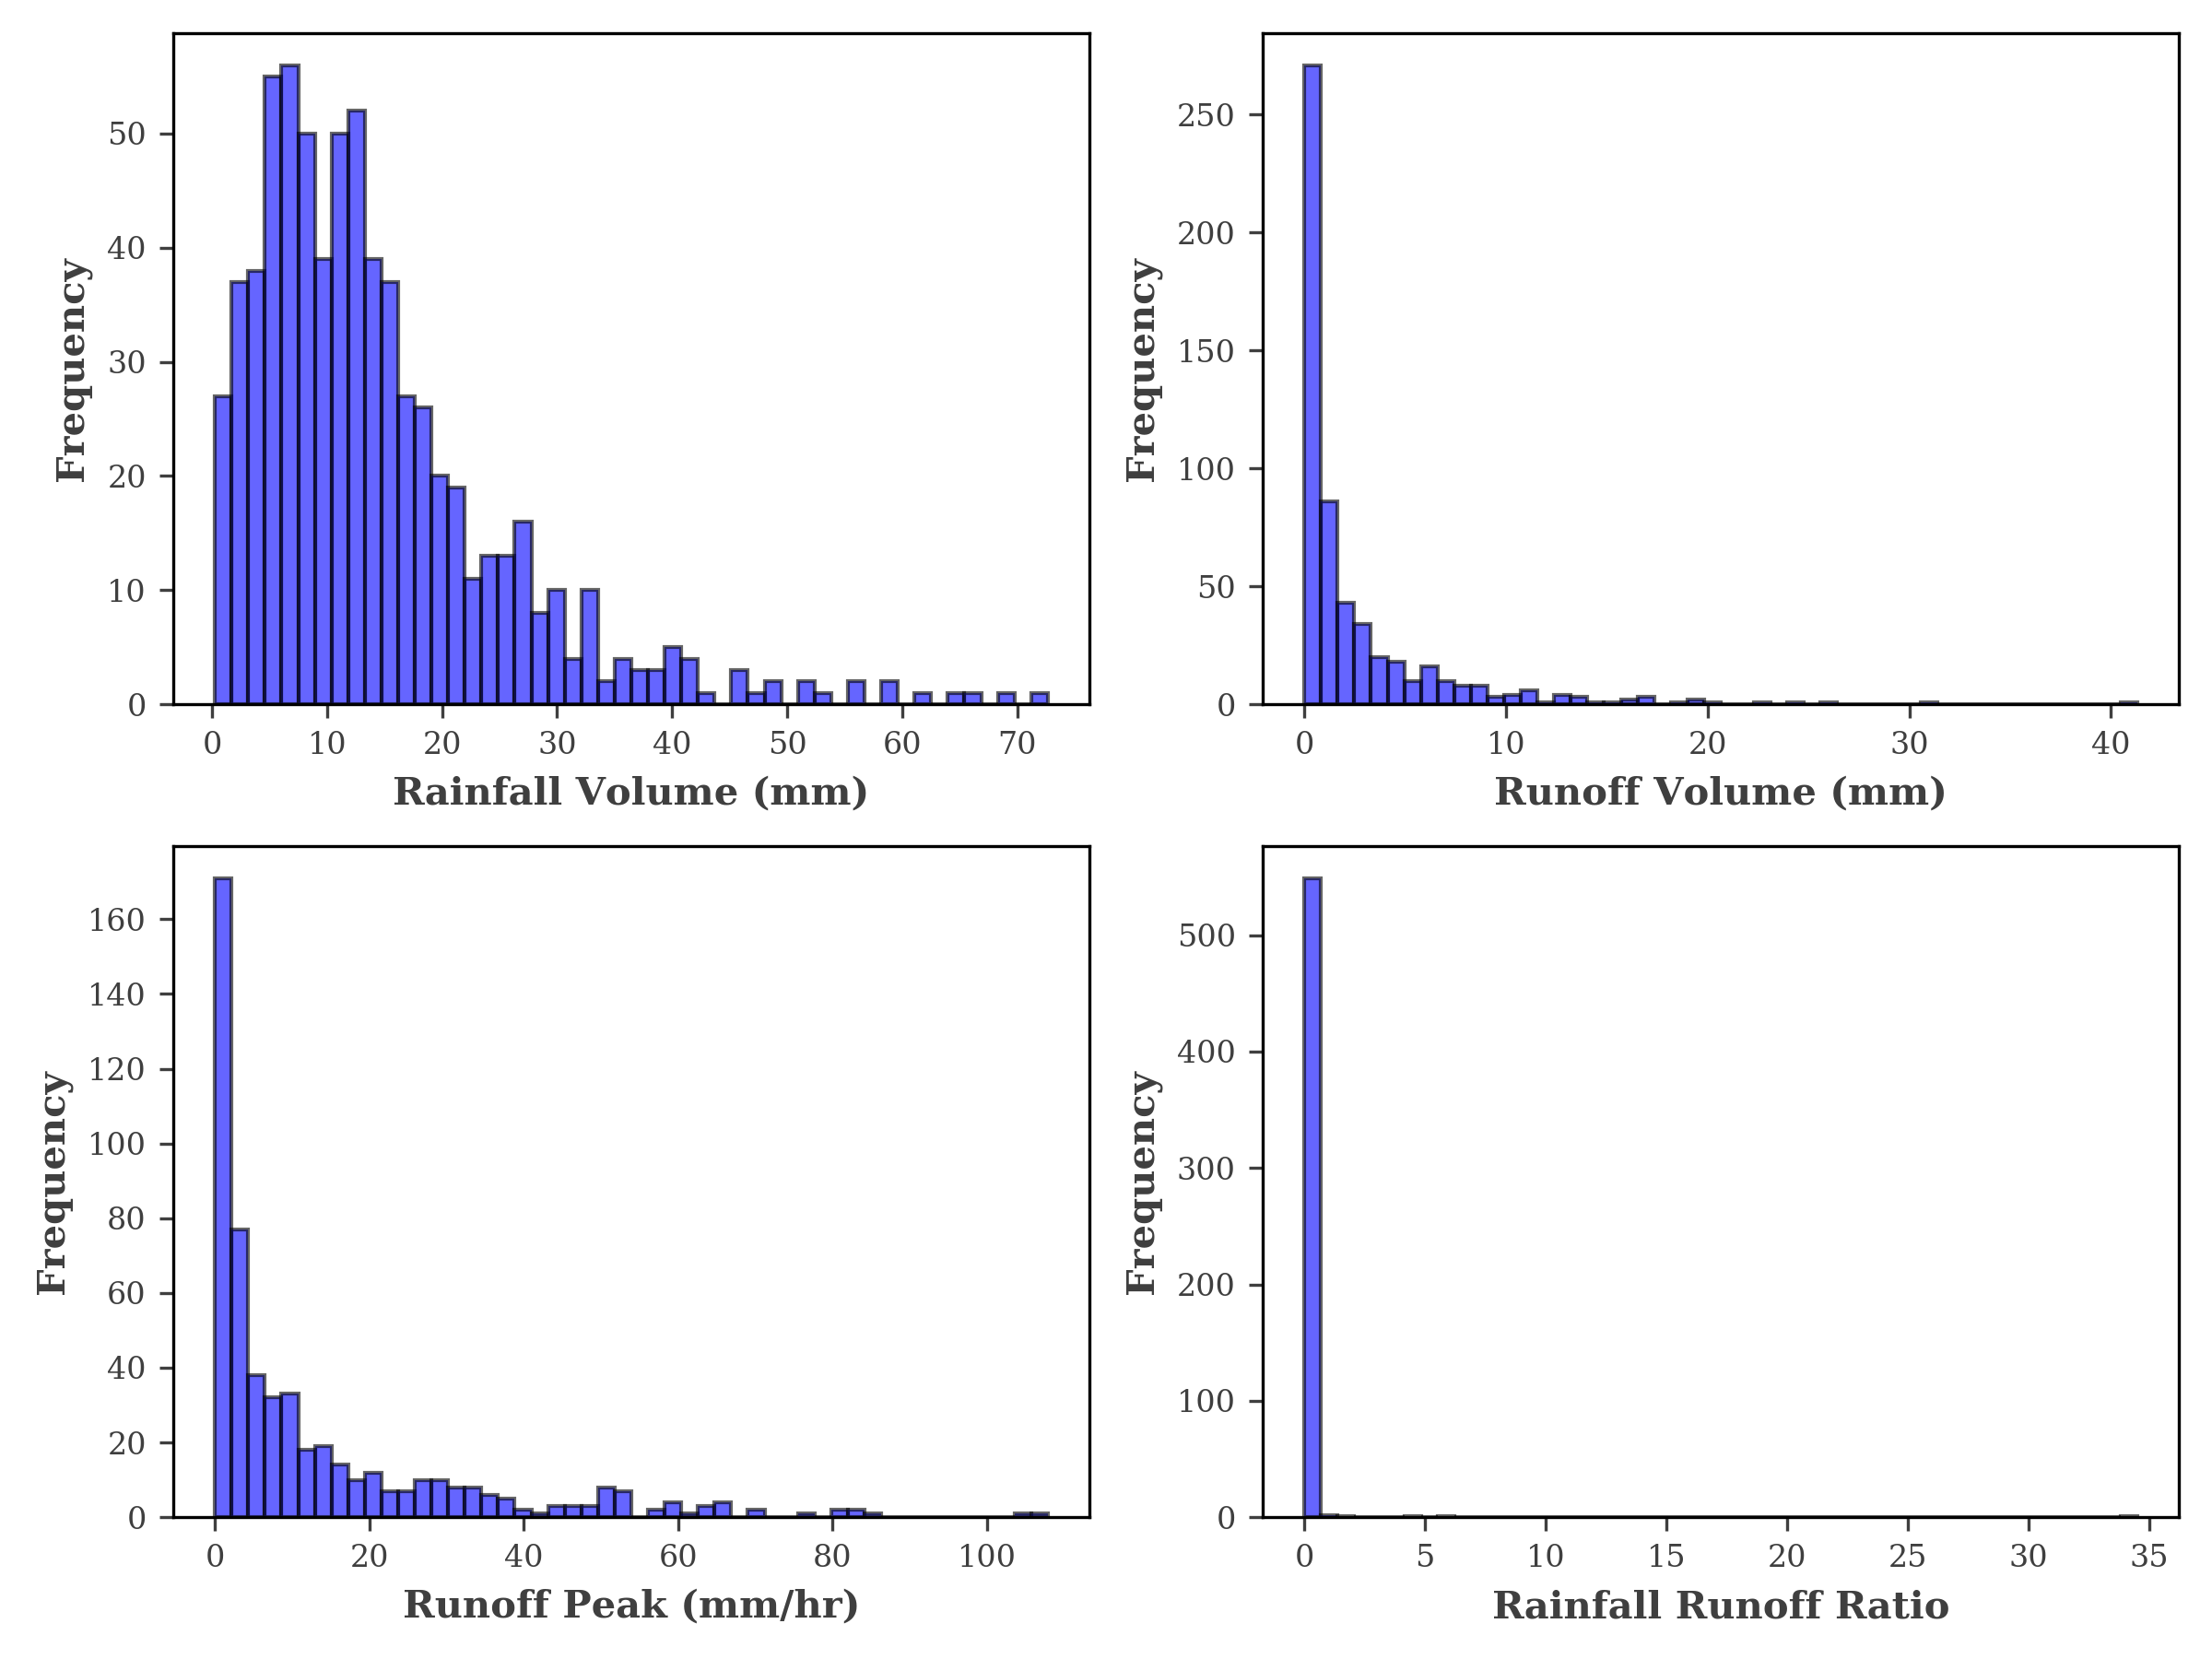 50
40
30
20
10
0
Frequency
0 10 20 30 40 50 60 70
Rainfall Volume (mm)
250
200
150
100
50
0
Frequency
0 10 20 30 40
Runoff Volume (mm)
160
140
120
100
80
60
40
20
0
Frequency
0 20 40 60 80 100
Runoff Peak (mm/hr)
500
400
300
200
100
0
Frequency
0 5 10 15 20 25 30 35
Rainfall Runoff Ratio